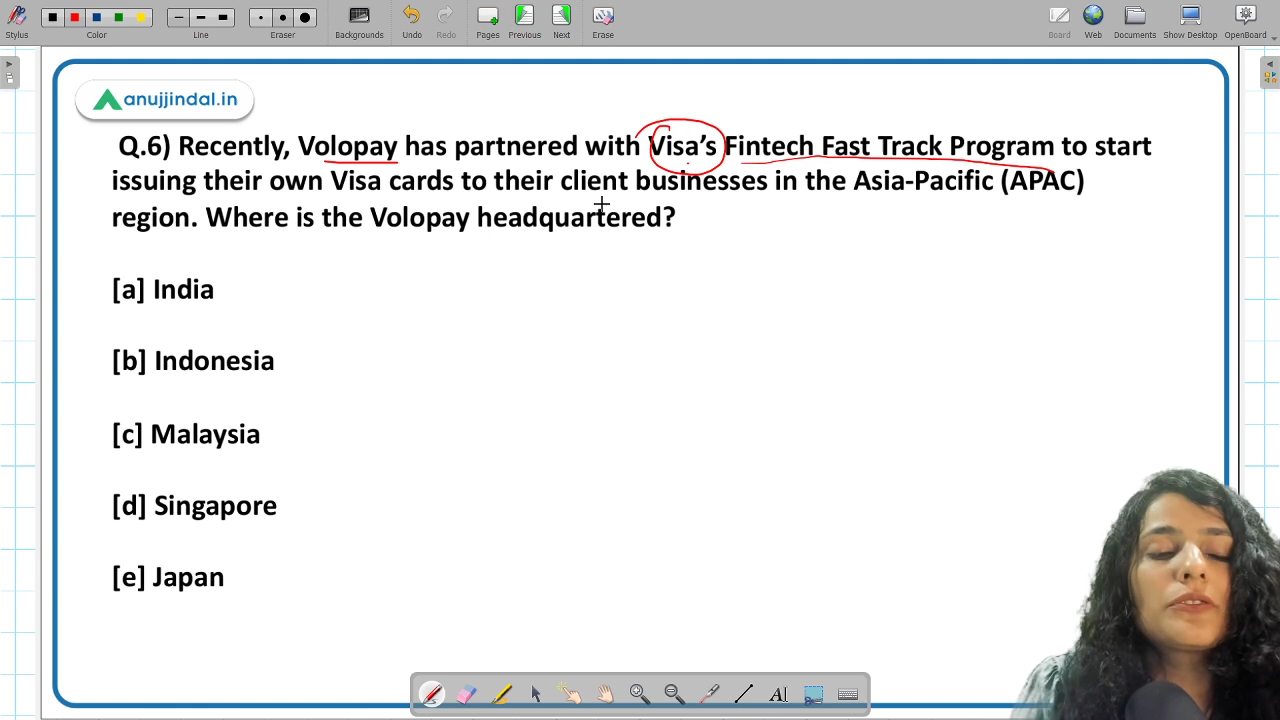 Stylus
Color
Line
Eraser
Backgrounds
Undo
Redo
Pages
Previous
Next
Erase
Board
Web
Documents
Show Desktop
OpenBoard
anujjindal.in
Q.6) Recently, Volopay has partnered with Visa's Fintech Fast Track Program to start
issuing their own Visa cards to their client businesses in the Asia-Pacific (APAC)
region. Where is the Volopay headquartered?
[a] India
[b] Indonesia
[c] Malaysia
[d] Singapore
[e] Japan